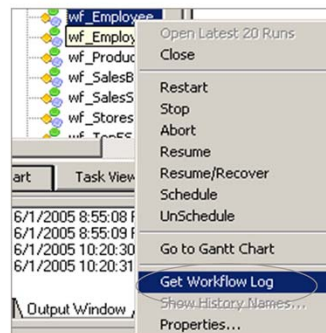 wf_Employee
wf_Employ
wf_Produc
wf_SalesB
wf_SalesS
wf_Stores
Open Latest 20 Runs
Close
Restart
Stop
Abort
Resume
Resume/Recover
Schedule
UnSchedule
Go to Gantt Chart
Get Workflow Log
Show History Names...
Properties...
art
Task View
6/1/2005 8:55:08
6/1/2005 8:55:09
6/1/2005 10:20:30
6/1/2005 10:20:31
Output Window